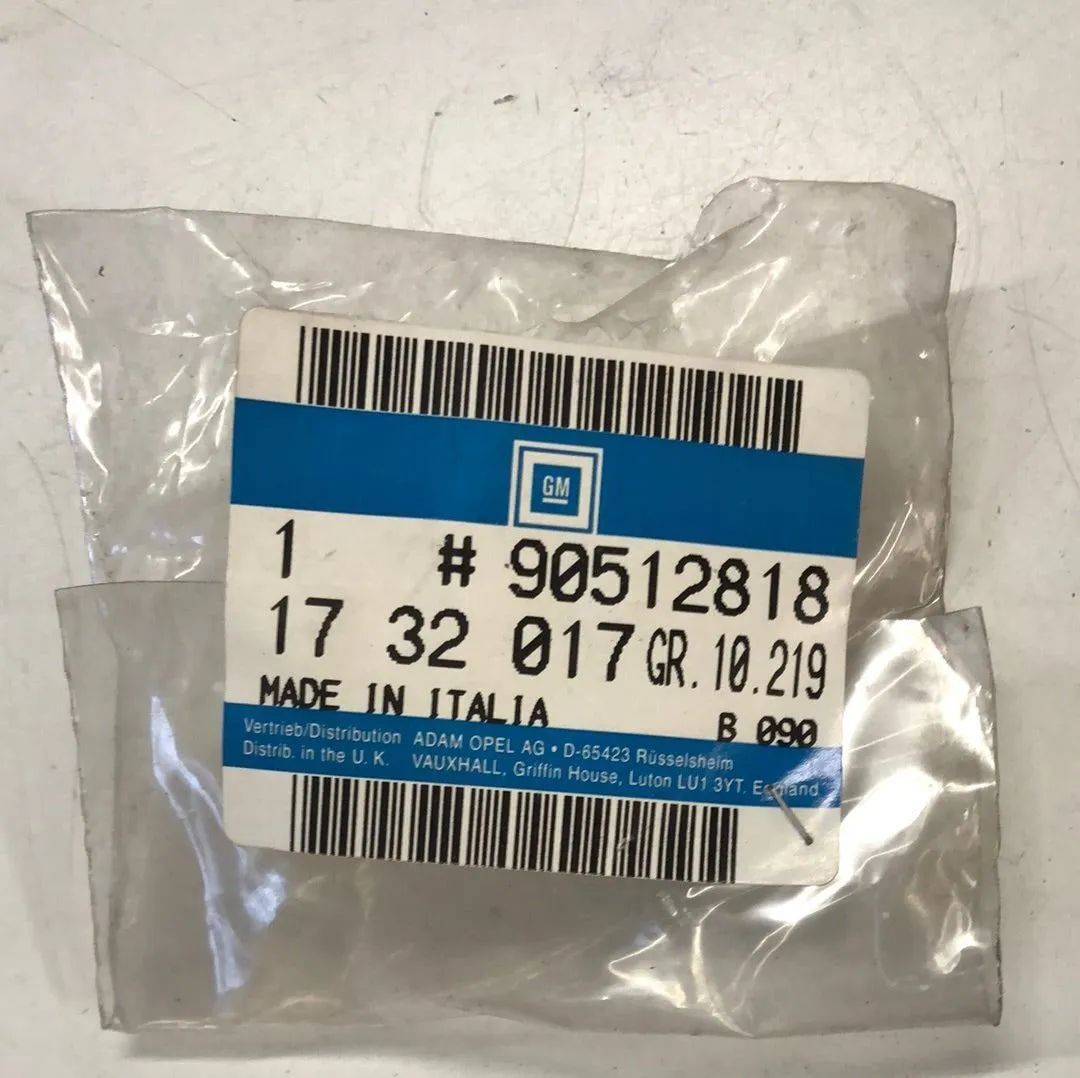 GM
1 # 90512818
17 32 017 GR. 10.219
MADE IN ITALIA B 090
Vertrieb/Distribution ADAM OPEL AG • D-65423 Rüsselsheim
Distrib. in the U. K. VAUXHALL, Griffin House, Luton LU1 3YT. England